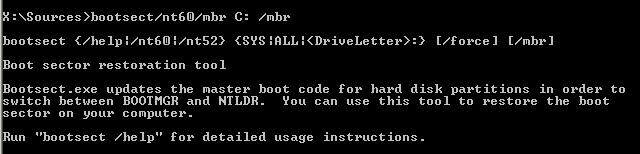 X:\Sources>bootsect/nt60/mbr C: /mbr
bootsect {/help|/nt60|/nt52} {SYS|ALL|<DriveLetter>:} [/force] [/mbr]
Boot sector restoration tool
Bootsect.exe updates the master boot code for hard disk partitions in order to
switch between BOOTMGR and NTLDR.  You can use this tool to restore the boot
sector on your computer.
Run "bootsect /help" for detailed usage instructions.